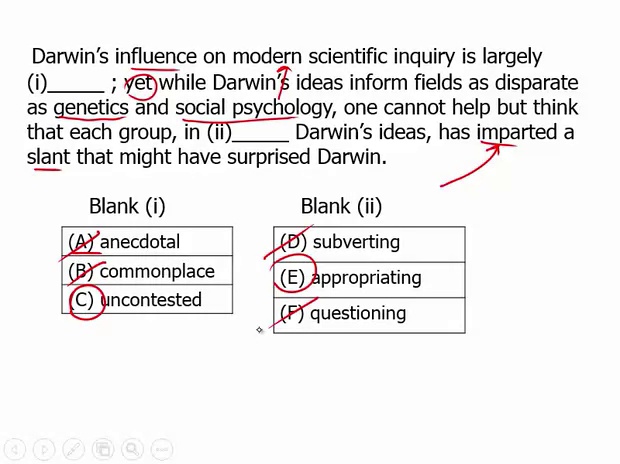 Darwin's influence on modern scientific inquiry is largely
(i)_____ ; yet while Darwin's ideas inform fields as disparate
as genetics and social psychology, one cannot help but think
that each group, in (ii)_____ Darwin's ideas, has imparted a
slant that might have surprised Darwin.
Blank (i) Blank (ii)
(A) anecdotal (D) subverting
(B) commonplace (E) appropriating
(C) uncontested (F) questioning